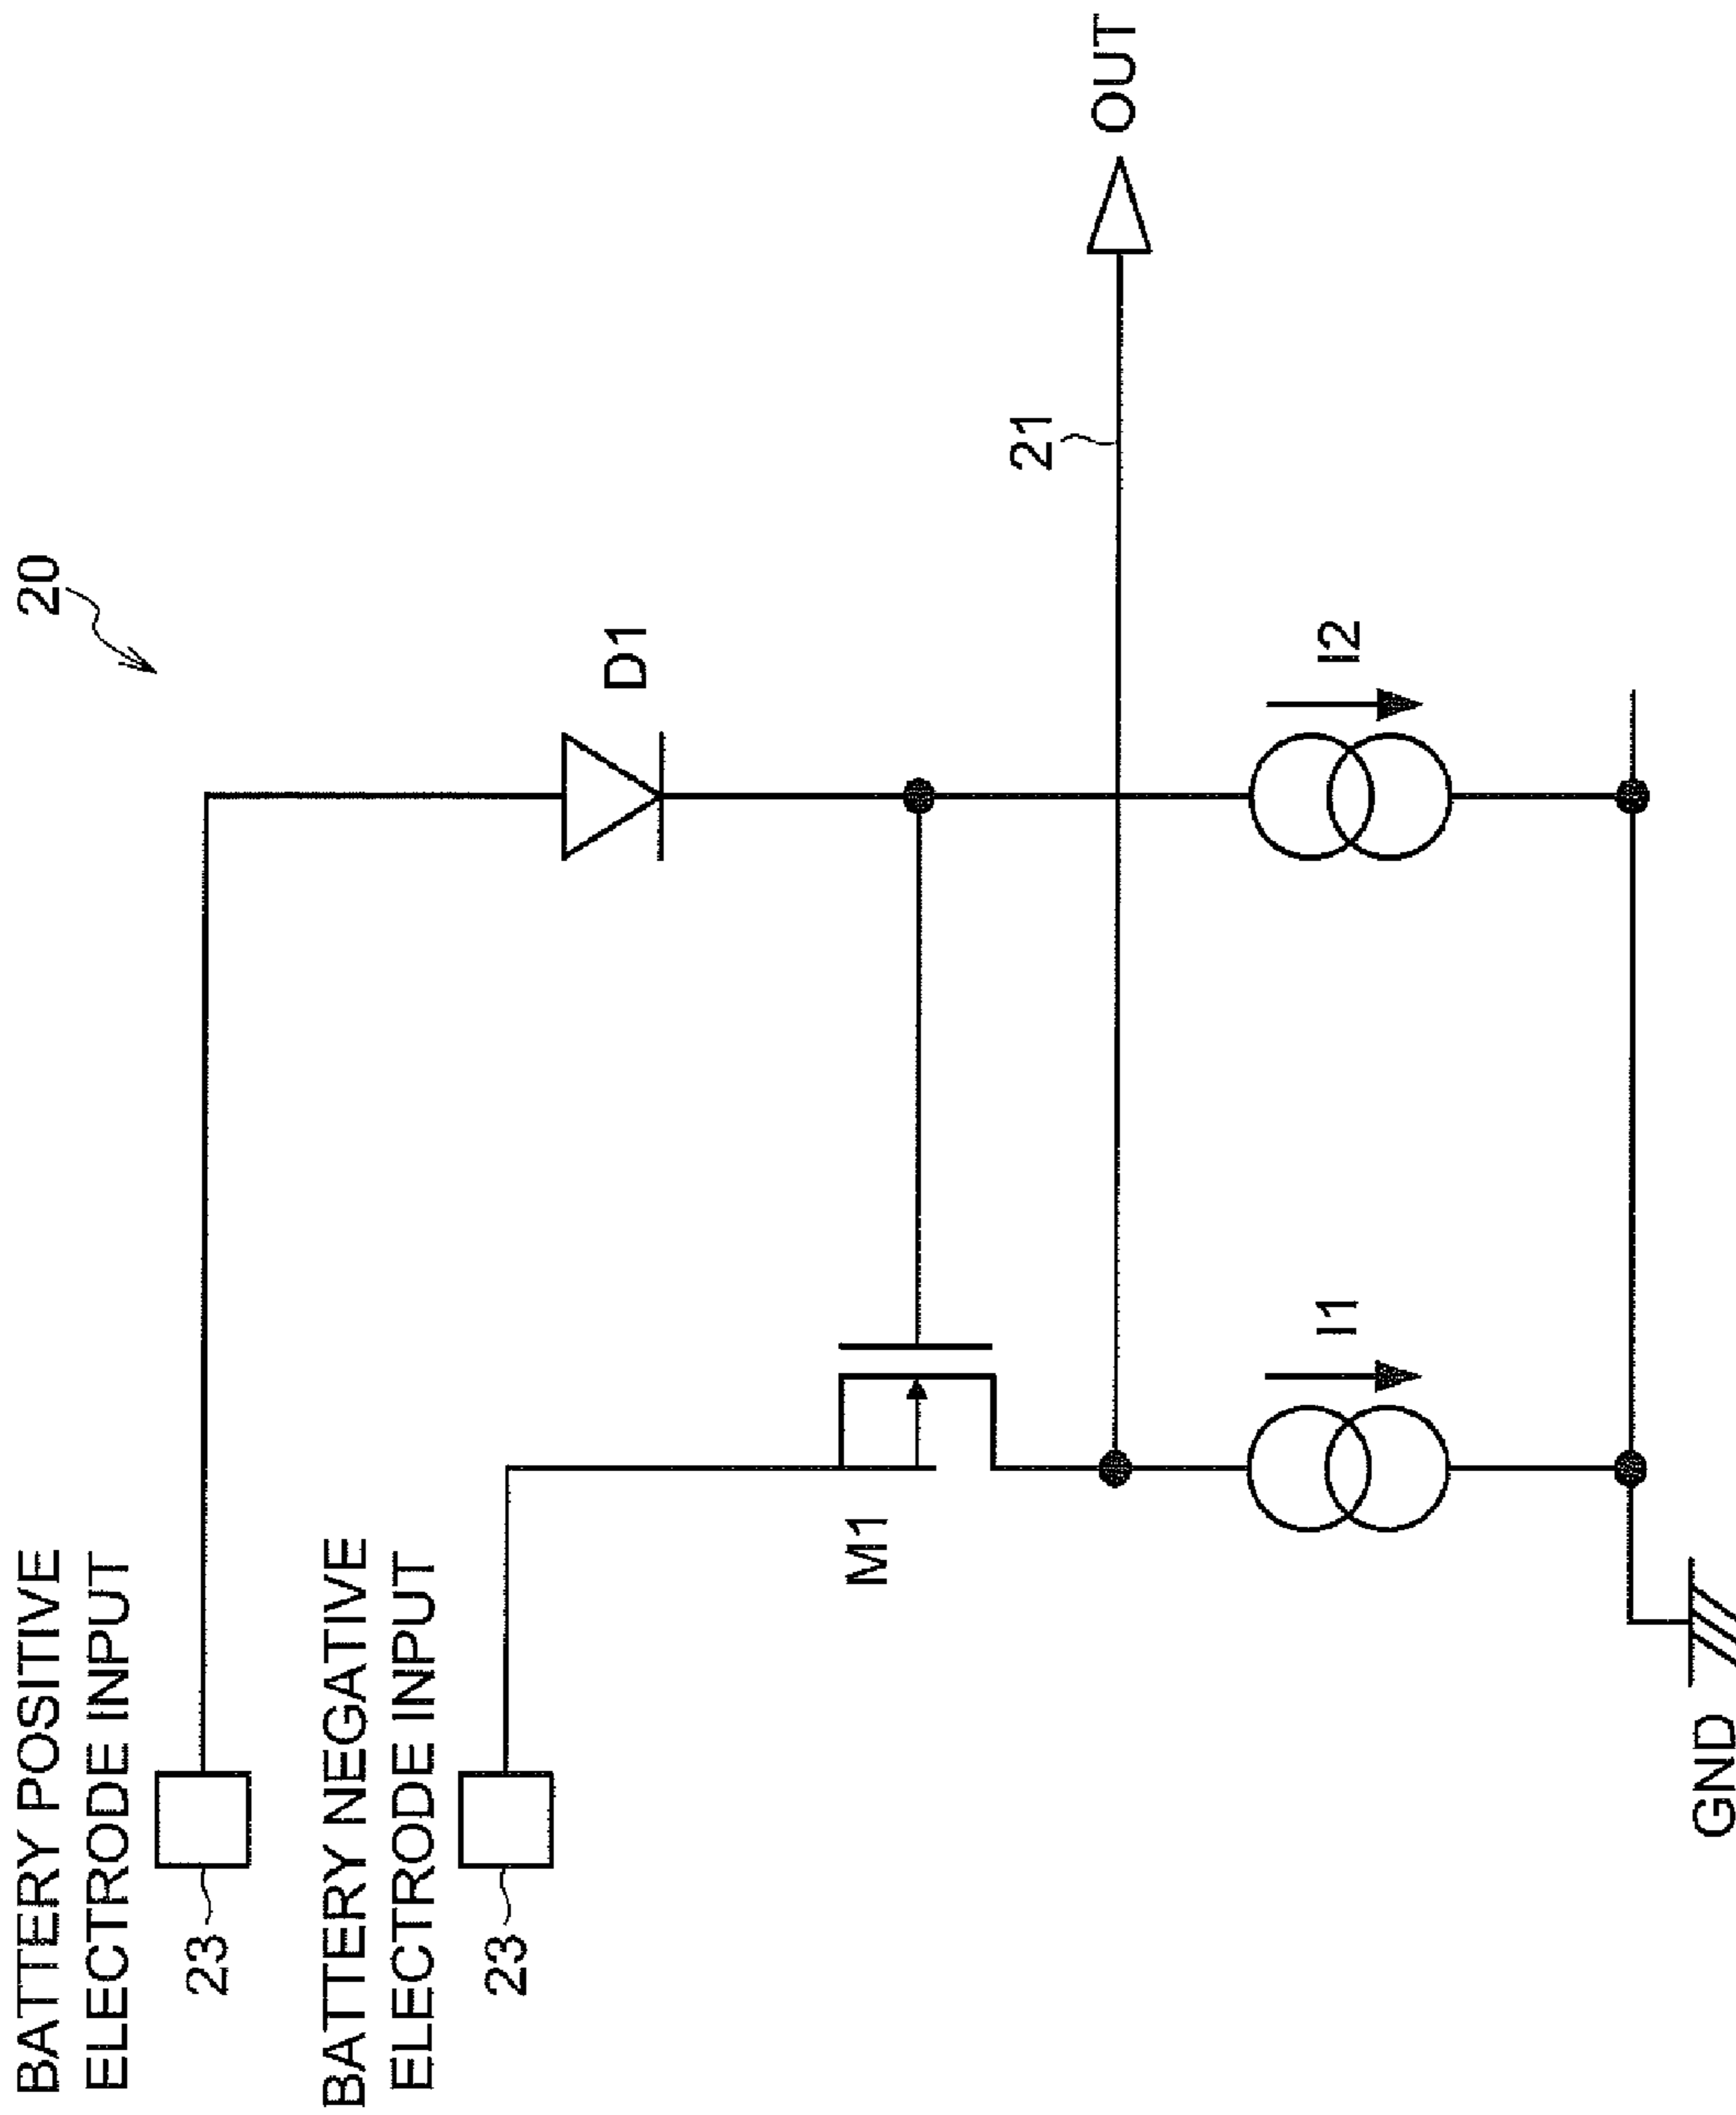 20
BATTERY POSITIVE
ELECTRODE INPUT
23
BATTERY NEGATIVE
ELECTRODE INPUT
23
D1
M1
21
OUT
I1
I2
GND